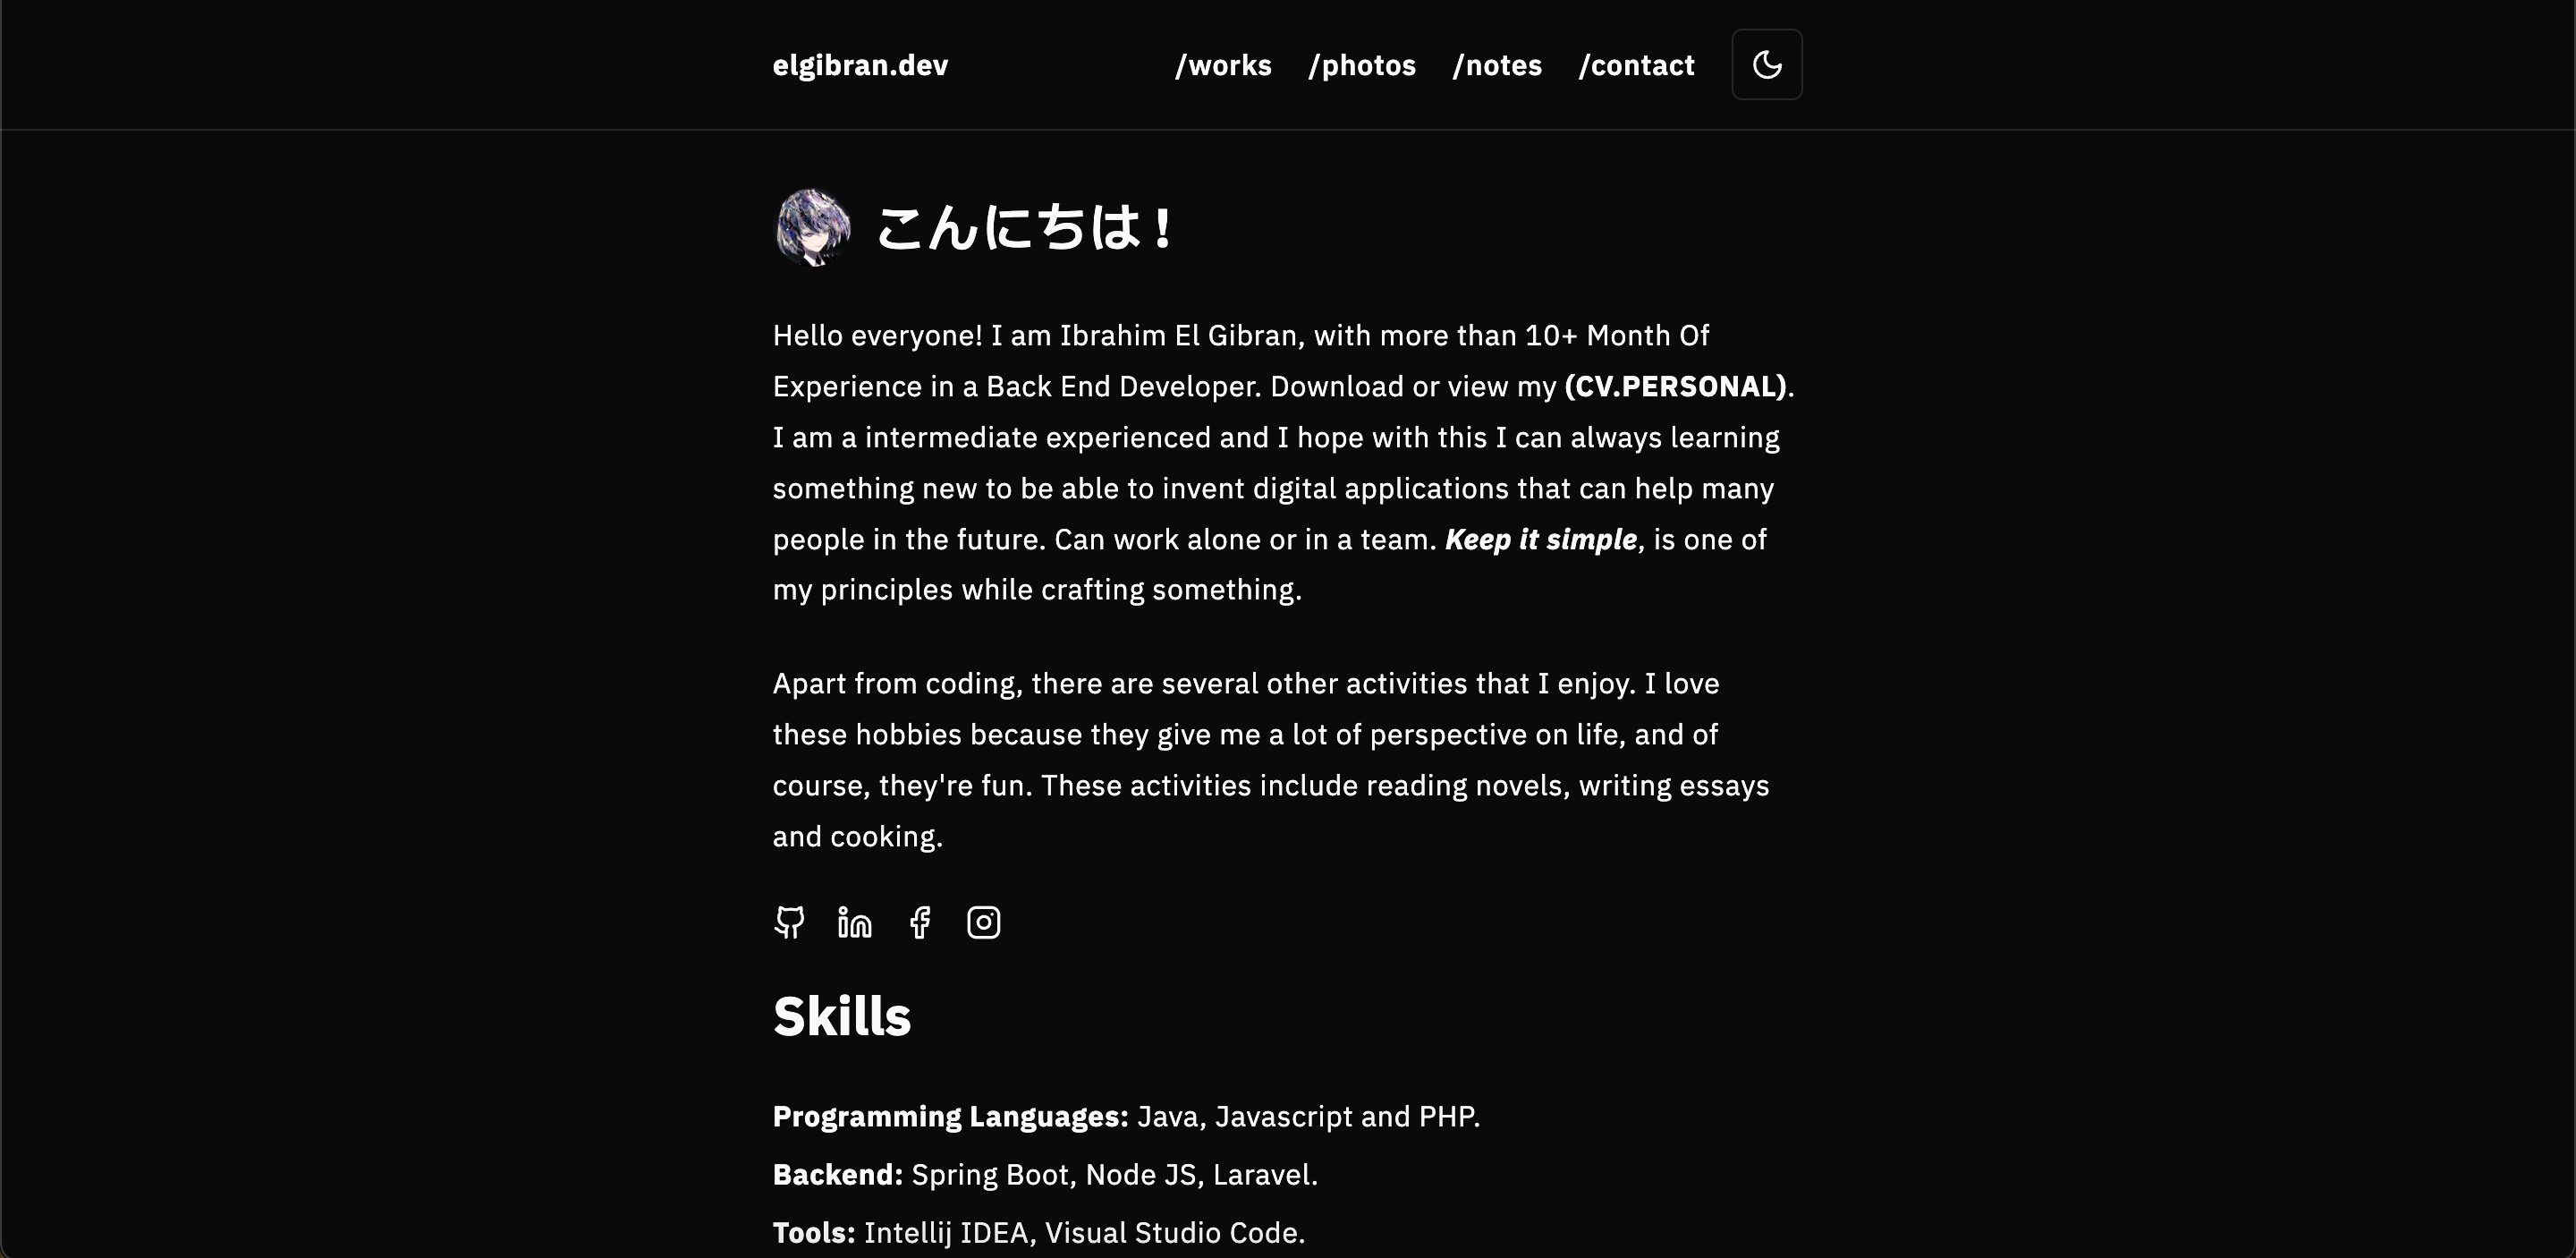 elgibran.dev /works /photos /notes /contact
こんにちは！
Hello everyone! I am Ibrahim El Gibran, with more than 10+ Month Of
Experience in a Back End Developer. Download or view my (CV.PERSONAL).
I am a intermediate experienced and I hope with this I can always learning
something new to be able to invent digital applications that can help many
people in the future. Can work alone or in a team. Keep it simple, is one of
my principles while crafting something.
Apart from coding, there are several other activities that I enjoy. I love
these hobbies because they give me a lot of perspective on life, and of
course, they're fun. These activities include reading novels, writing essays
and cooking.
Skills
Programming Languages: Java, Javascript and PHP.
Backend: Spring Boot, Node JS, Laravel.
Tools: Intellij IDEA, Visual Studio Code.